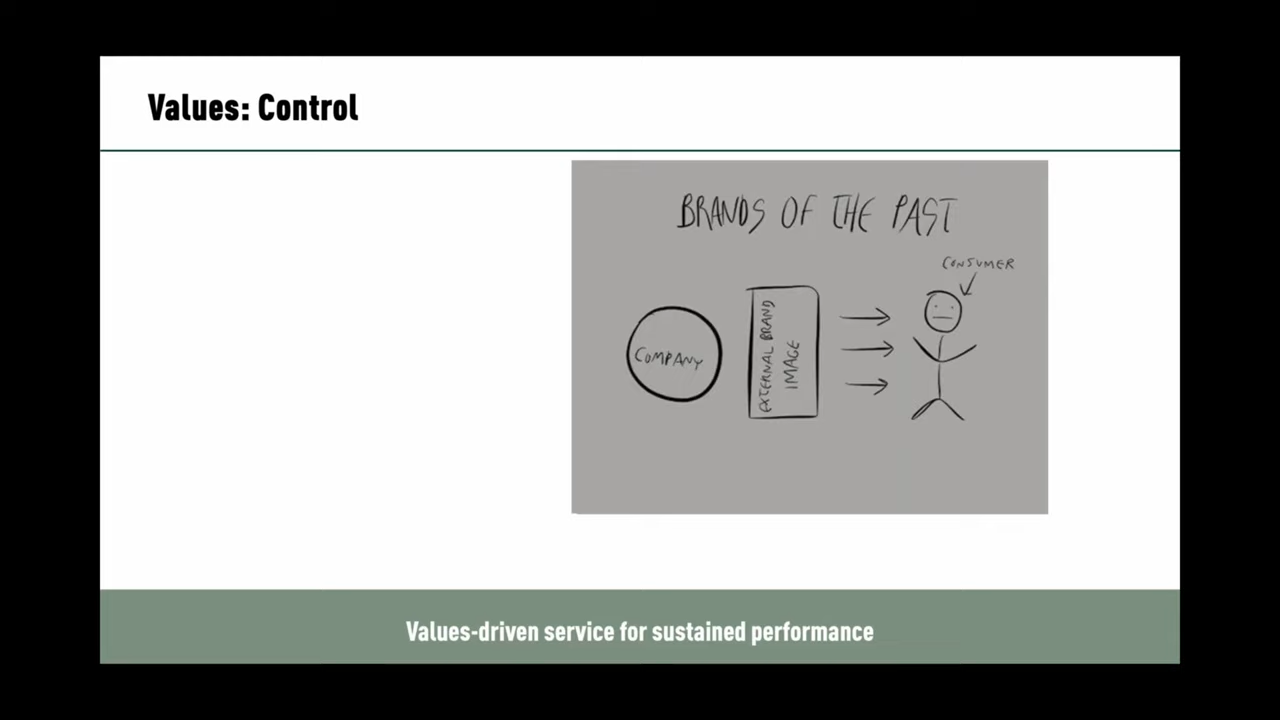 Values: Control
BRANDS OF THE PAST
CONSUMER
COMPANY
EXTERNAL BRAND
IMAGE
Values-driven service for sustained performance